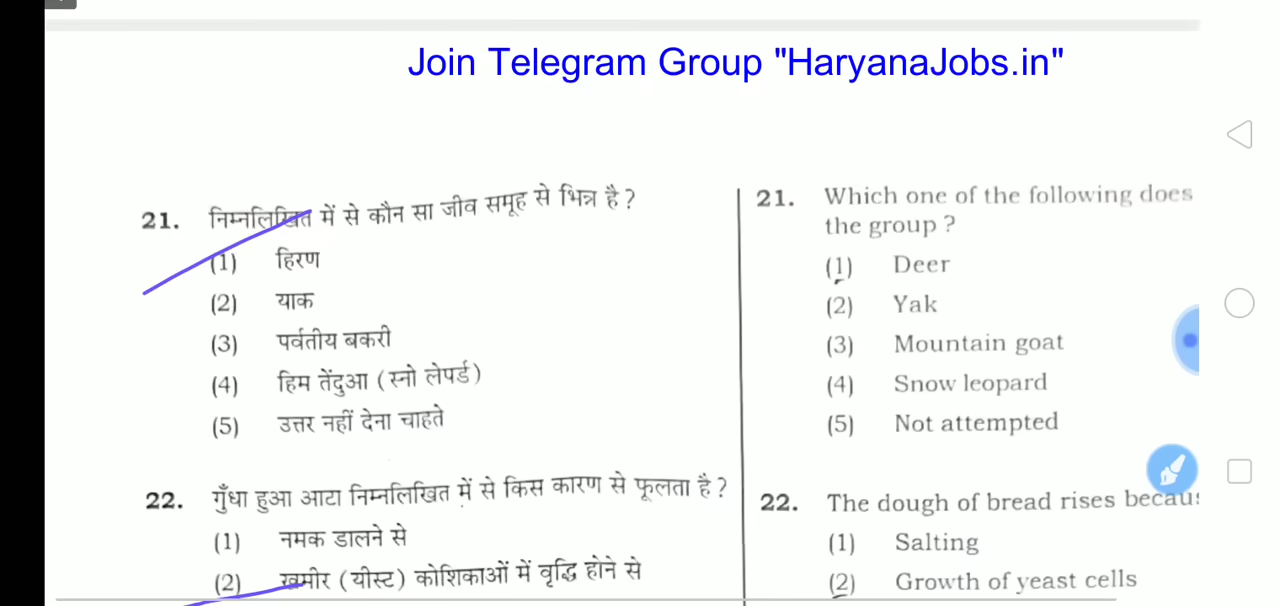 Join Telegram Group "HaryanaJobs.in"
21. निम्नलिखित में से कौन सा जीव समूह से भिन्न है ?
(1) हिरण
(2) याक
(3) पर्वतीय बकरी
(4) हिम तेंदुआ (स्नो लेपर्ड)
(5) उत्तर नहीं देना चाहते
22. गुँधा हुआ आटा निम्नलिखित में से किस कारण से फूलता है ?
(1) नमक डालने से
(2) खमीर (यीस्ट) कोशिकाओं में वृद्धि होने से
21. Which one of the following does
the group ?
(1) Deer
(2) Yak
(3) Mountain goat
(4) Snow leopard
(5) Not attempted
22. The dough of bread rises
(1) Salting
(2) Growth of yeast cells